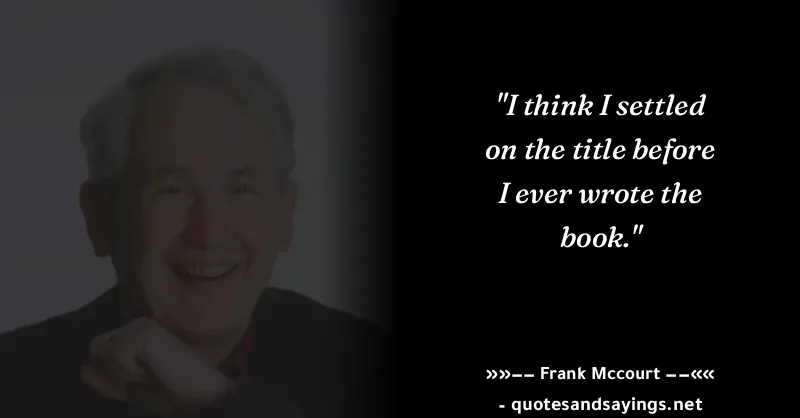 "I think I settled
on the title before
I ever wrote the
book."
»»—— Frank Mccourt ——««
- quotesandsayings.net